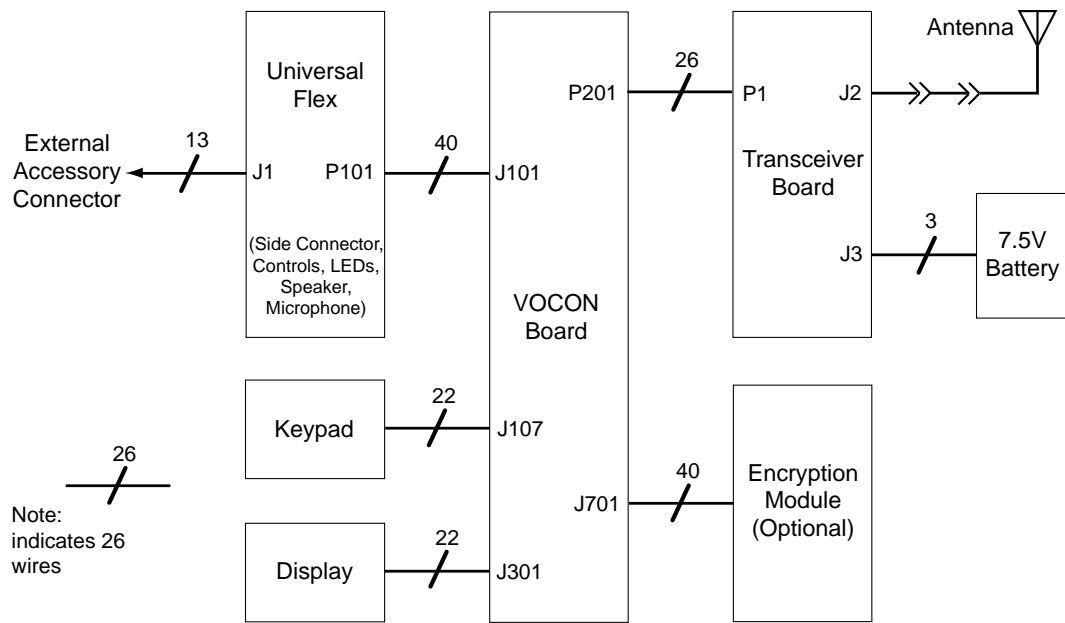 Antenna
26
P201
P1
J2
Universal
Flex
13
40
External
Accessory
Connector
J1
P101
J101
Transceiver
Board
3
J3
7.5V
Battery
(Side Connector,
Controls, LEDs,
Speaker,
Microphone)
VOCON
Board
22
Keypad
J107
26
Note:
indicates 26
wires
40
J701
Encryption
Module
(Optional)
22
Display
J301